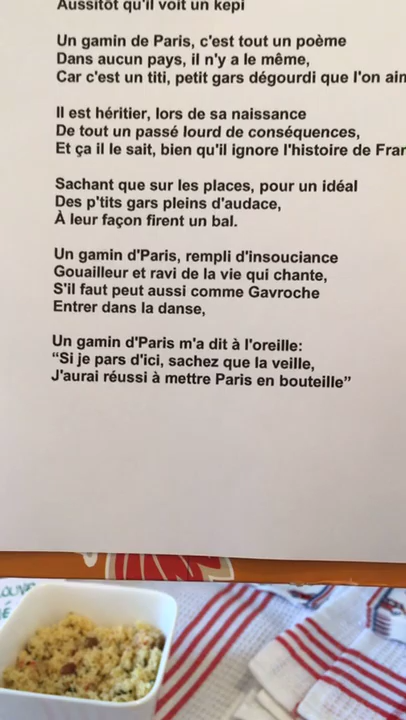 Aussitôt qu'il voit un képi
Un gamin de Paris, c'est tout un poème
Dans aucun pays, il n'y a le même,
Car c'est un titi, petit gars dégourdi que l'on aim
Il est héritier, lors de sa naissance
De tout un passé lourd de conséquences,
Et ça il le sait, bien qu'il ignore l'histoire de Fran
Sachant que sur les places, pour un idéal
Des p'tits gars pleins d'audace,
À leur façon firent un bal.
Un gamin d'Paris, rempli d'insouciance
Gouailleur et ravi de la vie qui chante,
S'il faut peut aussi comme Gavroche
Entrer dans la danse,
Un gamin d'Paris m'a dit à l'oreille:
“Si je pars d'ici, sachez que la veille,
J'aurai réussi à mettre Paris en bouteille”